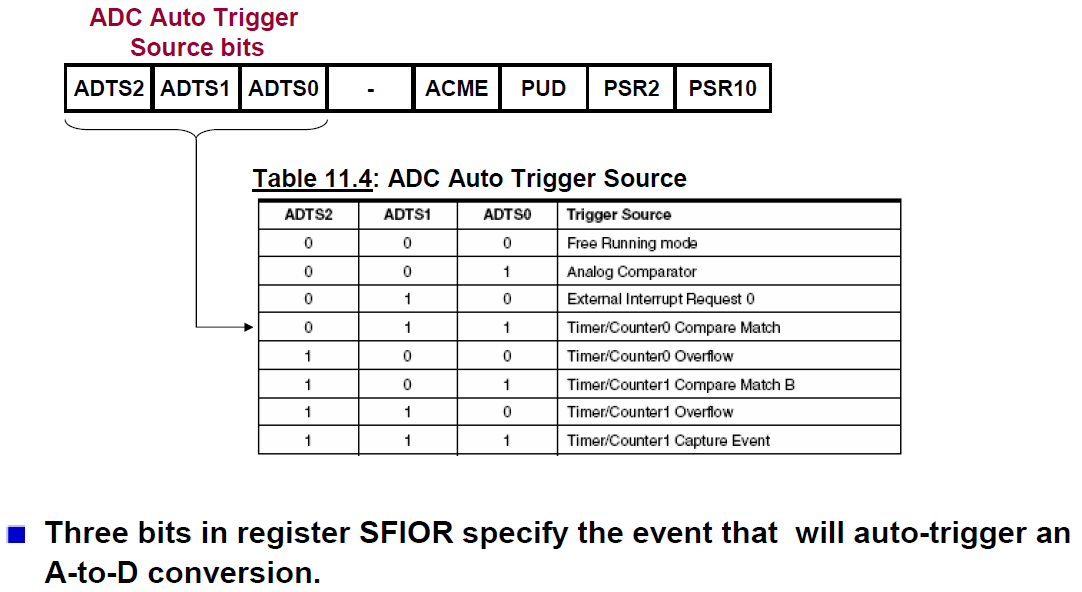 ADC Auto Trigger
Source bits
ADTS2 ADTS1 ADTS0 - ACME PUD PSR2 PSR10
Table 11.4: ADC Auto Trigger Source
ADTS2 ADTS1 ADTS0 Trigger Source
0 0 0 Free Running mode
0 0 1 Analog Comparator
0 1 0 External Interrupt Request 0
0 1 1 Timer/Counter0 Compare Match
1 0 0 Timer/Counter0 Overflow
1 0 1 Timer/Counter1 Compare Match B
1 1 0 Timer/Counter1 Overflow
1 1 1 Timer/Counter1 Capture Event
Three bits in register SFIOR specify the event that will auto-trigger an
A-to-D conversion.